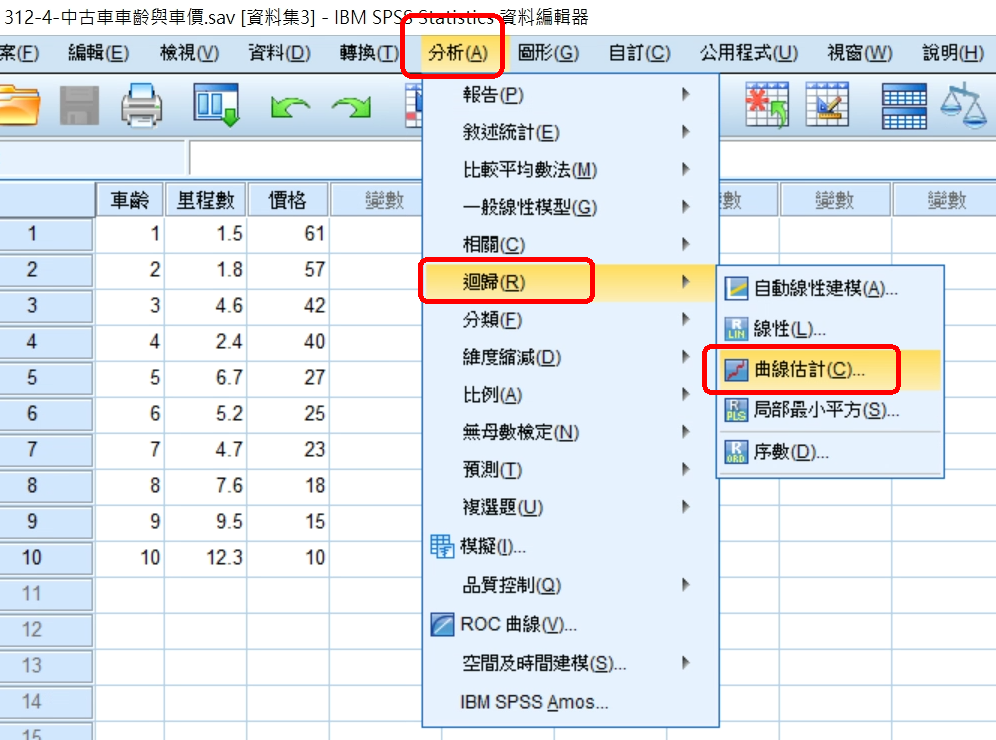 312-4-中古車車齡與車價.sav [資料集3] - IBM SPSS Statistics 資料編輯器
案(F) 編輯(E) 檢視(V) 資料(D) 轉換(T) 分析(A) 圖形(G) 自訂(C) 公用程式(U) 視窗(W) 說明(H)
報告(P)
敘述統計(E)
比較平均數法(M)
一般線性模型(G)
相關(C)
迴歸(R)
分類(F)
維度縮減(D)
比例(A)
無母數檢定(N)
預測(T)
複選題(U)
模擬(I)...
品質控制(Q)
ROC 曲線(V)...
空間及時間建模(S)...
IBM SPSS Amos...
自動線性建模(A)...
線性(L)...
曲線估計(C)...
局部最小平方(S)...
序數(D)...
車齡 里程數 價格 變數 數 變數 變數
1 1 1.5 61
2 2 1.8 57
3 3 4.6 42
4 4 2.4 40
5 5 6.7 27
6 6 5.2 25
7 7 4.7 23
8 8 7.6 18
9 9 9.5 15
10 10 12.3 10
11
12
13
14
15